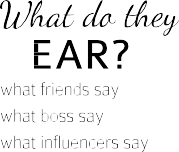 What do they
EAR?
what friends say
what boss say
what influencers say